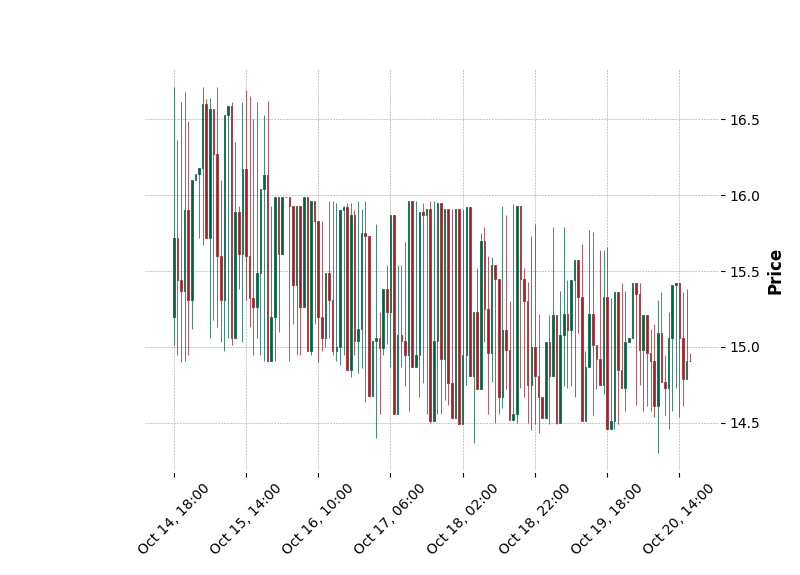 16.5
16.0
15.5
15.0
14.5
Price
Oct 14, 18:00
Oct 15, 14:00
Oct 16, 10:00
Oct 17, 06:00
Oct 18, 02:00
Oct 18, 22:00
Oct 19, 18:00
Oct 20, 14:00